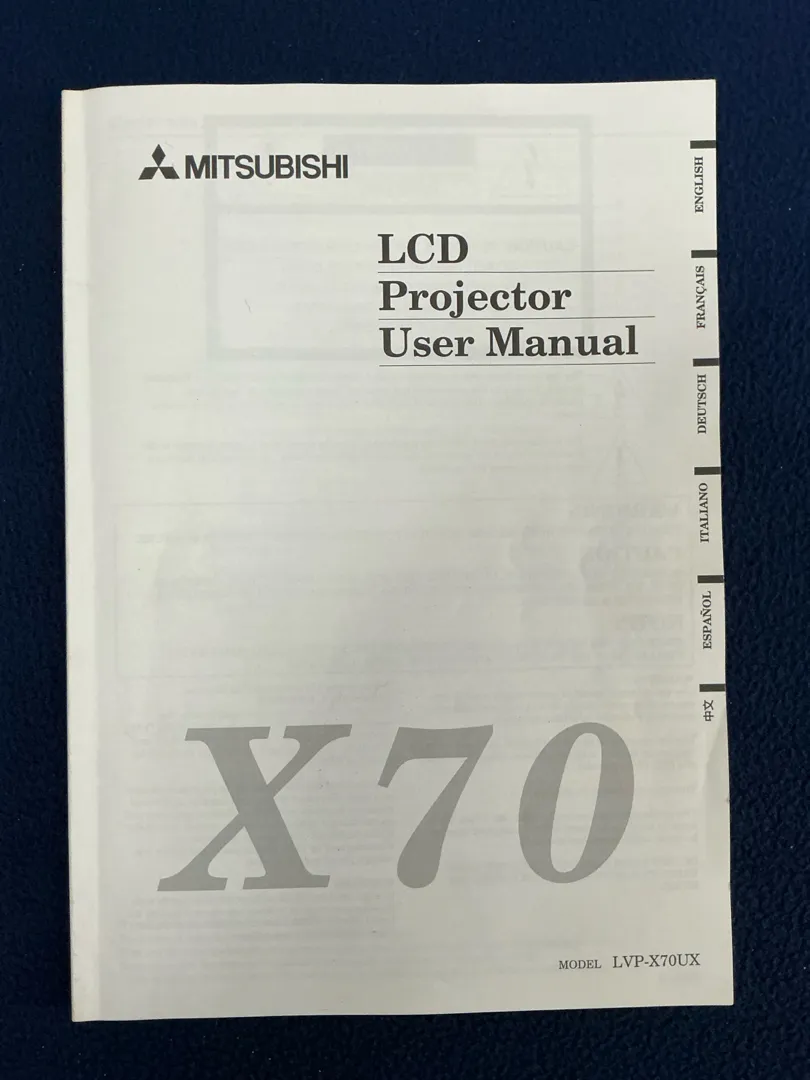 MITSUBISHI
LCD
Projector
User Manual
ENGLISH
FRANÇAIS
DEUTSCH
ITALIANO
ESPAÑOL
中文
X70
MODEL LVP-X70UX